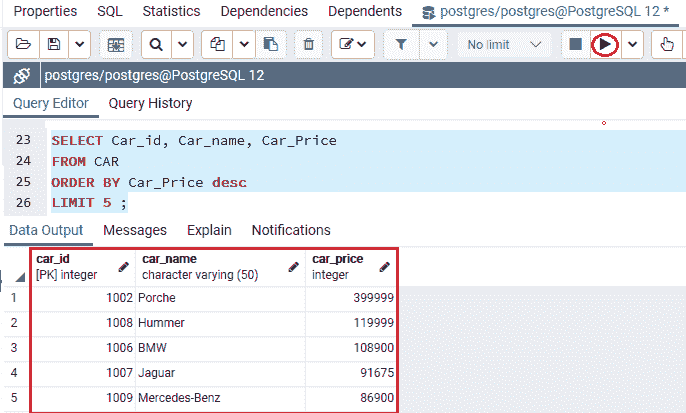 Properties SQL Statistics Dependencies Dependents postgres/postgres@PostgreSQL 12 *
No limit
postgres/postgres@PostgreSQL 12
Query Editor Query History
23 SELECT Car_id, Car_name, Car_Price
24 FROM CAR
25 ORDER BY Car_Price desc
26 LIMIT 5 ;
Data Output Messages Explain Notifications
car_id car_name car_price
[PK] integer character varying (50) integer
1 1002 Porche 399999
2 1008 Hummer 119999
3 1006 BMW 108900
4 1007 Jaguar 91675
5 1009 Mercedes-Benz 86900